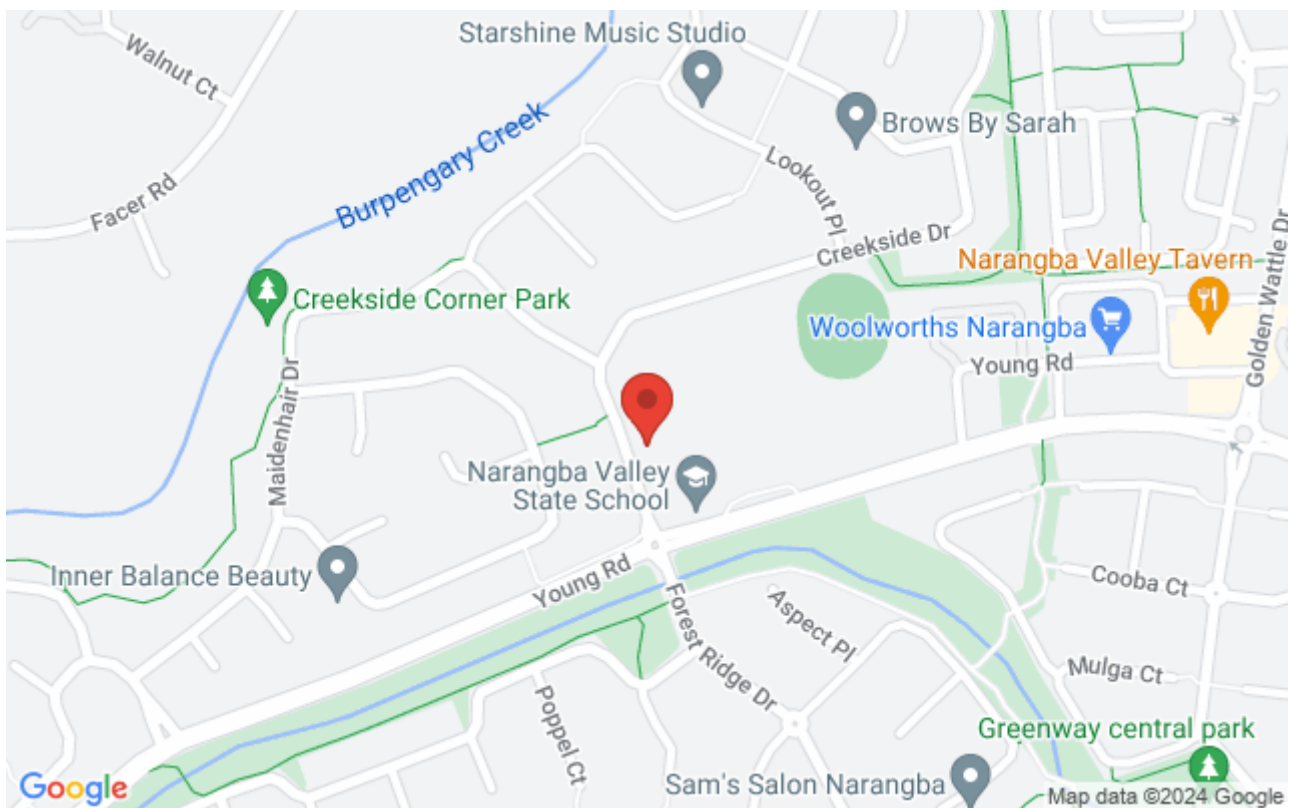 Starshine Music Studio
Walnut Ct
Brows By Sarah
Burpengary Creek
Lookout Pl
Facer Rd
Creekside Dr
Golden Wattle Dr
Narangba Valley Tavern
Creekside Corner Park
Woolworths Narangba
Young Rd
Maidenhair Dr
Narangba Valley
State School
Inner Balance Beauty
Young Rd
Cooba Ct
Forest Ridge Dr
Aspect Pl
Mulga Ct
Poppel Ct
Greenway central park
Sam's Salon Narangba
Google
Map data ©2024 Google